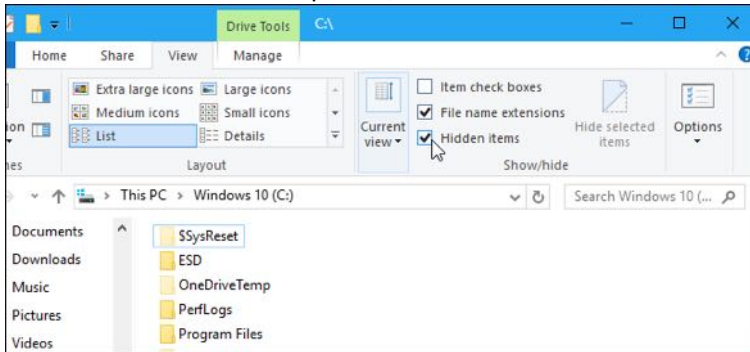 Drive Tools C:\
Home Share View Manage
Extra large icons Large icons Item check boxes
Medium icons Small icons File name extensions
List Details Current view Hidden items Hide selected items Options
Layout Show/hide
This PC > Windows 10 (C:) Search Windows 10 (...
Documents $SysReset
Downloads ESD
Music OneDriveTemp
Pictures PerfLogs
Videos Program Files